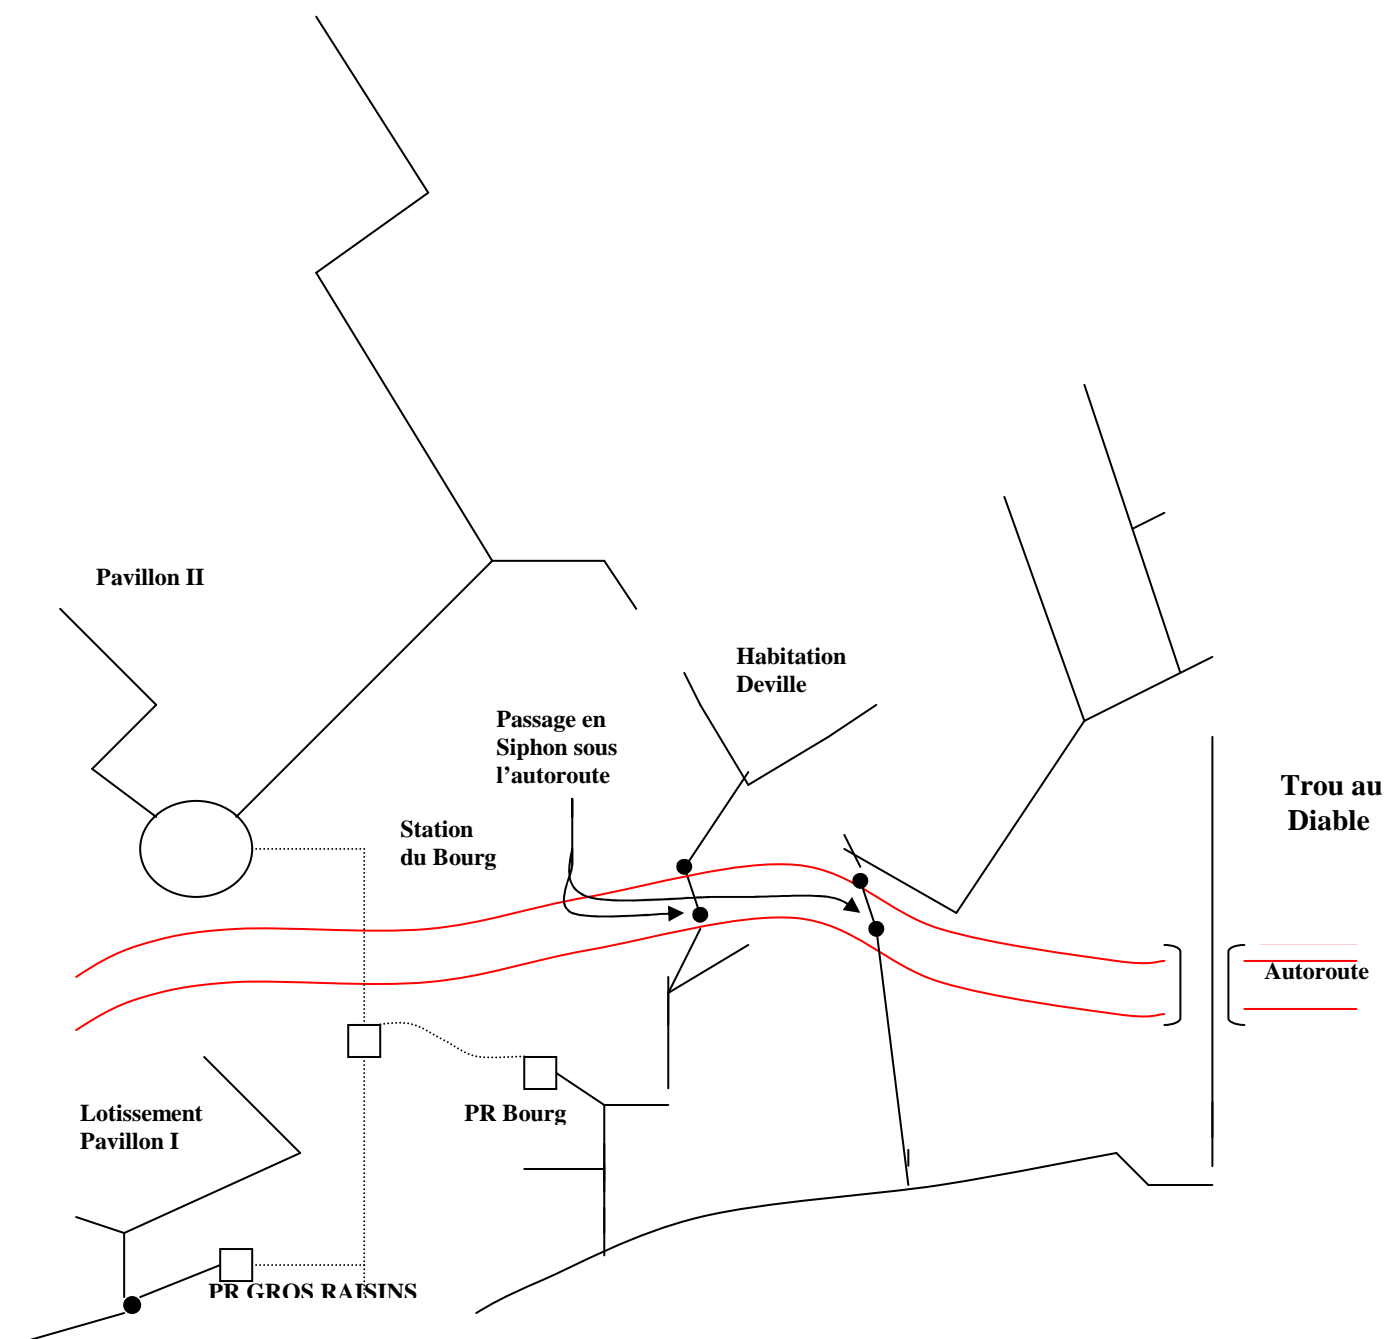 Pavillon II
Habitation
Deville
Passage en
Siphon sous
l’autoroute
Trou au
Diable
Station
du Bourg
Autoroute
Lotissement
Pavillon I
PR Bourg
PR GROS RAISINS